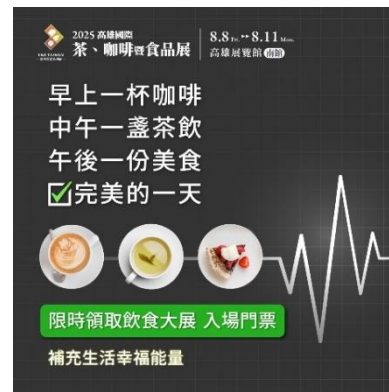 2025 高雄國際
茶、咖啡暨食品展
8.8 Fri. 8.11 Mon.
高雄展覽館 南館
早上一杯咖啡
中午一盞茶飲
午後一份美食
完美的一天
限時領取飲食大展 入場門票
補充生活幸福能量